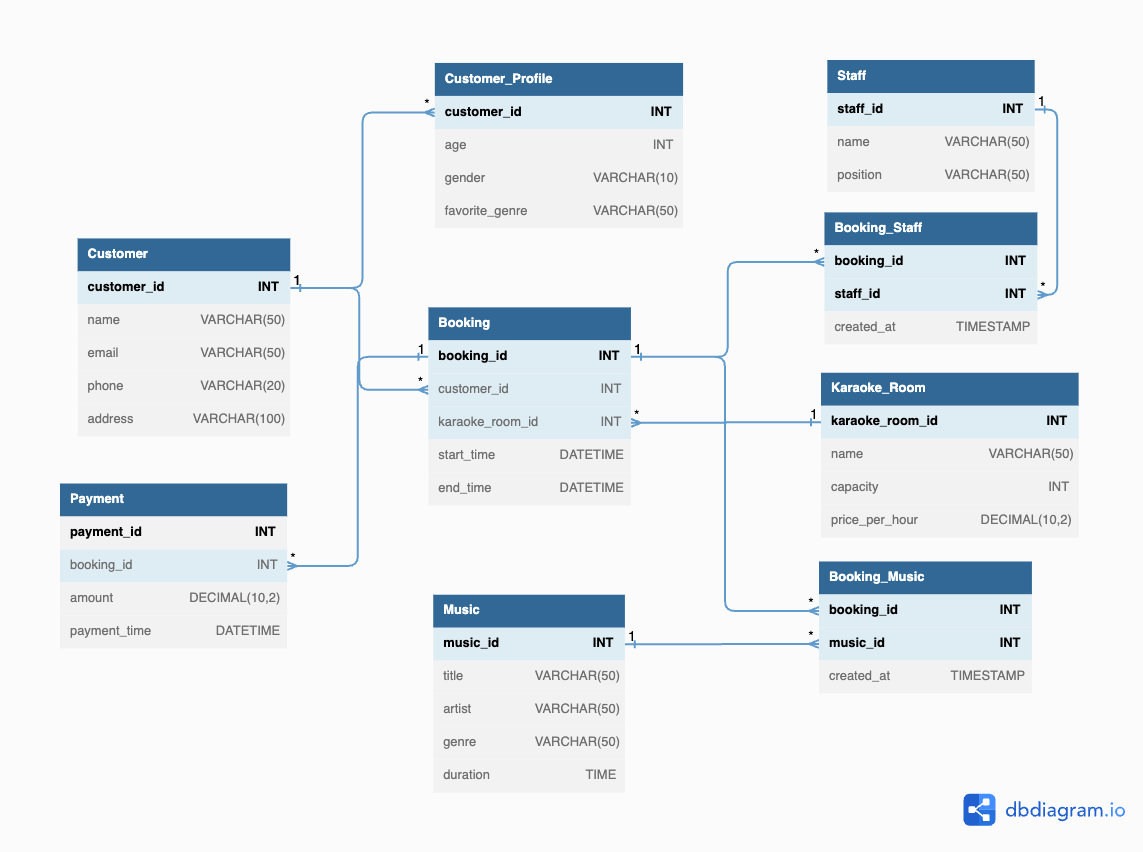 Customer_Profile
customer_id INT
age INT
gender VARCHAR(10)
favorite_genre VARCHAR(50)
Staff
staff_id INT
name VARCHAR(50)
position VARCHAR(50)
Customer
customer_id INT
name VARCHAR(50)
email VARCHAR(50)
phone VARCHAR(20)
address VARCHAR(100)
Booking_Staff
booking_id INT
staff_id INT
created_at TIMESTAMP
Booking
booking_id INT
customer_id INT
karaoke_room_id INT
start_time DATETIME
end_time DATETIME
Karaoke_Room
karaoke_room_id INT
name VARCHAR(50)
capacity INT
price_per_hour DECIMAL(10,2)
Payment
payment_id INT
booking_id INT
amount DECIMAL(10,2)
payment_time DATETIME
Music
music_id INT
title VARCHAR(50)
artist VARCHAR(50)
genre VARCHAR(50)
duration TIME
Booking_Music
booking_id INT
music_id INT
created_at TIMESTAMP
1
*
1
*
*
1
*
1
*
*
1
*
1
*
*
dbdiagram.io